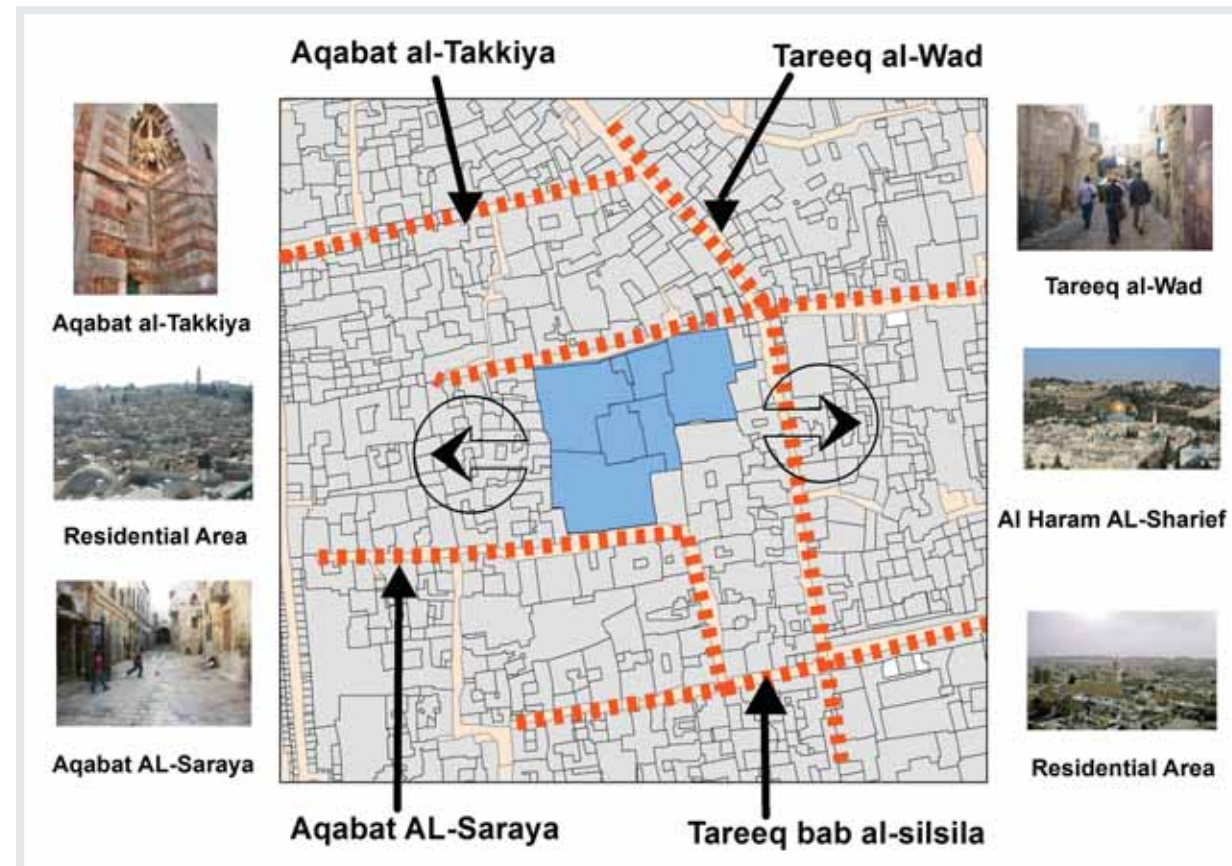 Aqabat al-Takkiya
Tareeq al-Wad
Aqabat al-Takkiya
Residential Area
Aqabat AL-Saraya
Tareeq al-Wad
Al Haram AL-Sharief
Residential Area
Aqabat AL-Saraya
Tareeq bab al-silsila